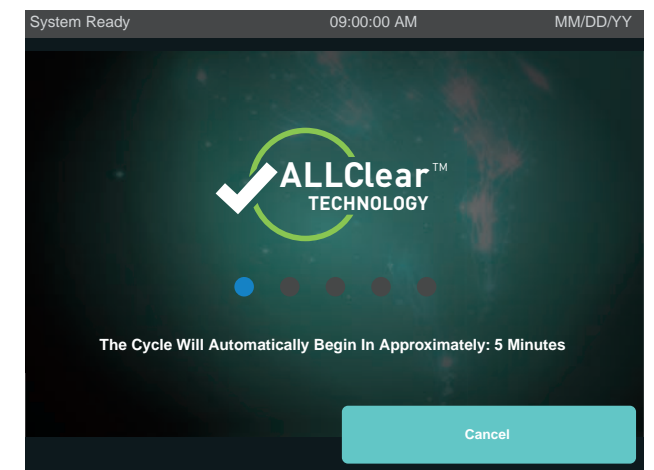 System Ready 09:00:00 AM MM/DD/YY
ALLClear™
TECHNOLOGY
The Cycle Will Automatically Begin In Approximately: 5 Minutes
Cancel